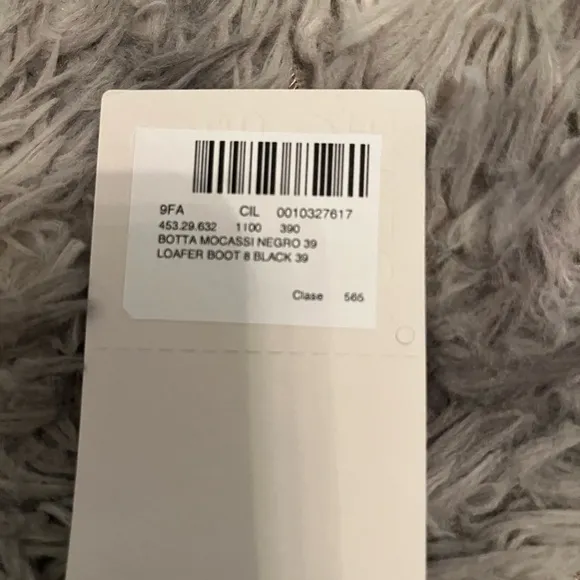 9FA CIL 0010327617
453.29.632 1100 390
BOTTA MOCASSI NEGRO 39
LOAFER BOOT 8 BLACK 39
Clase 565